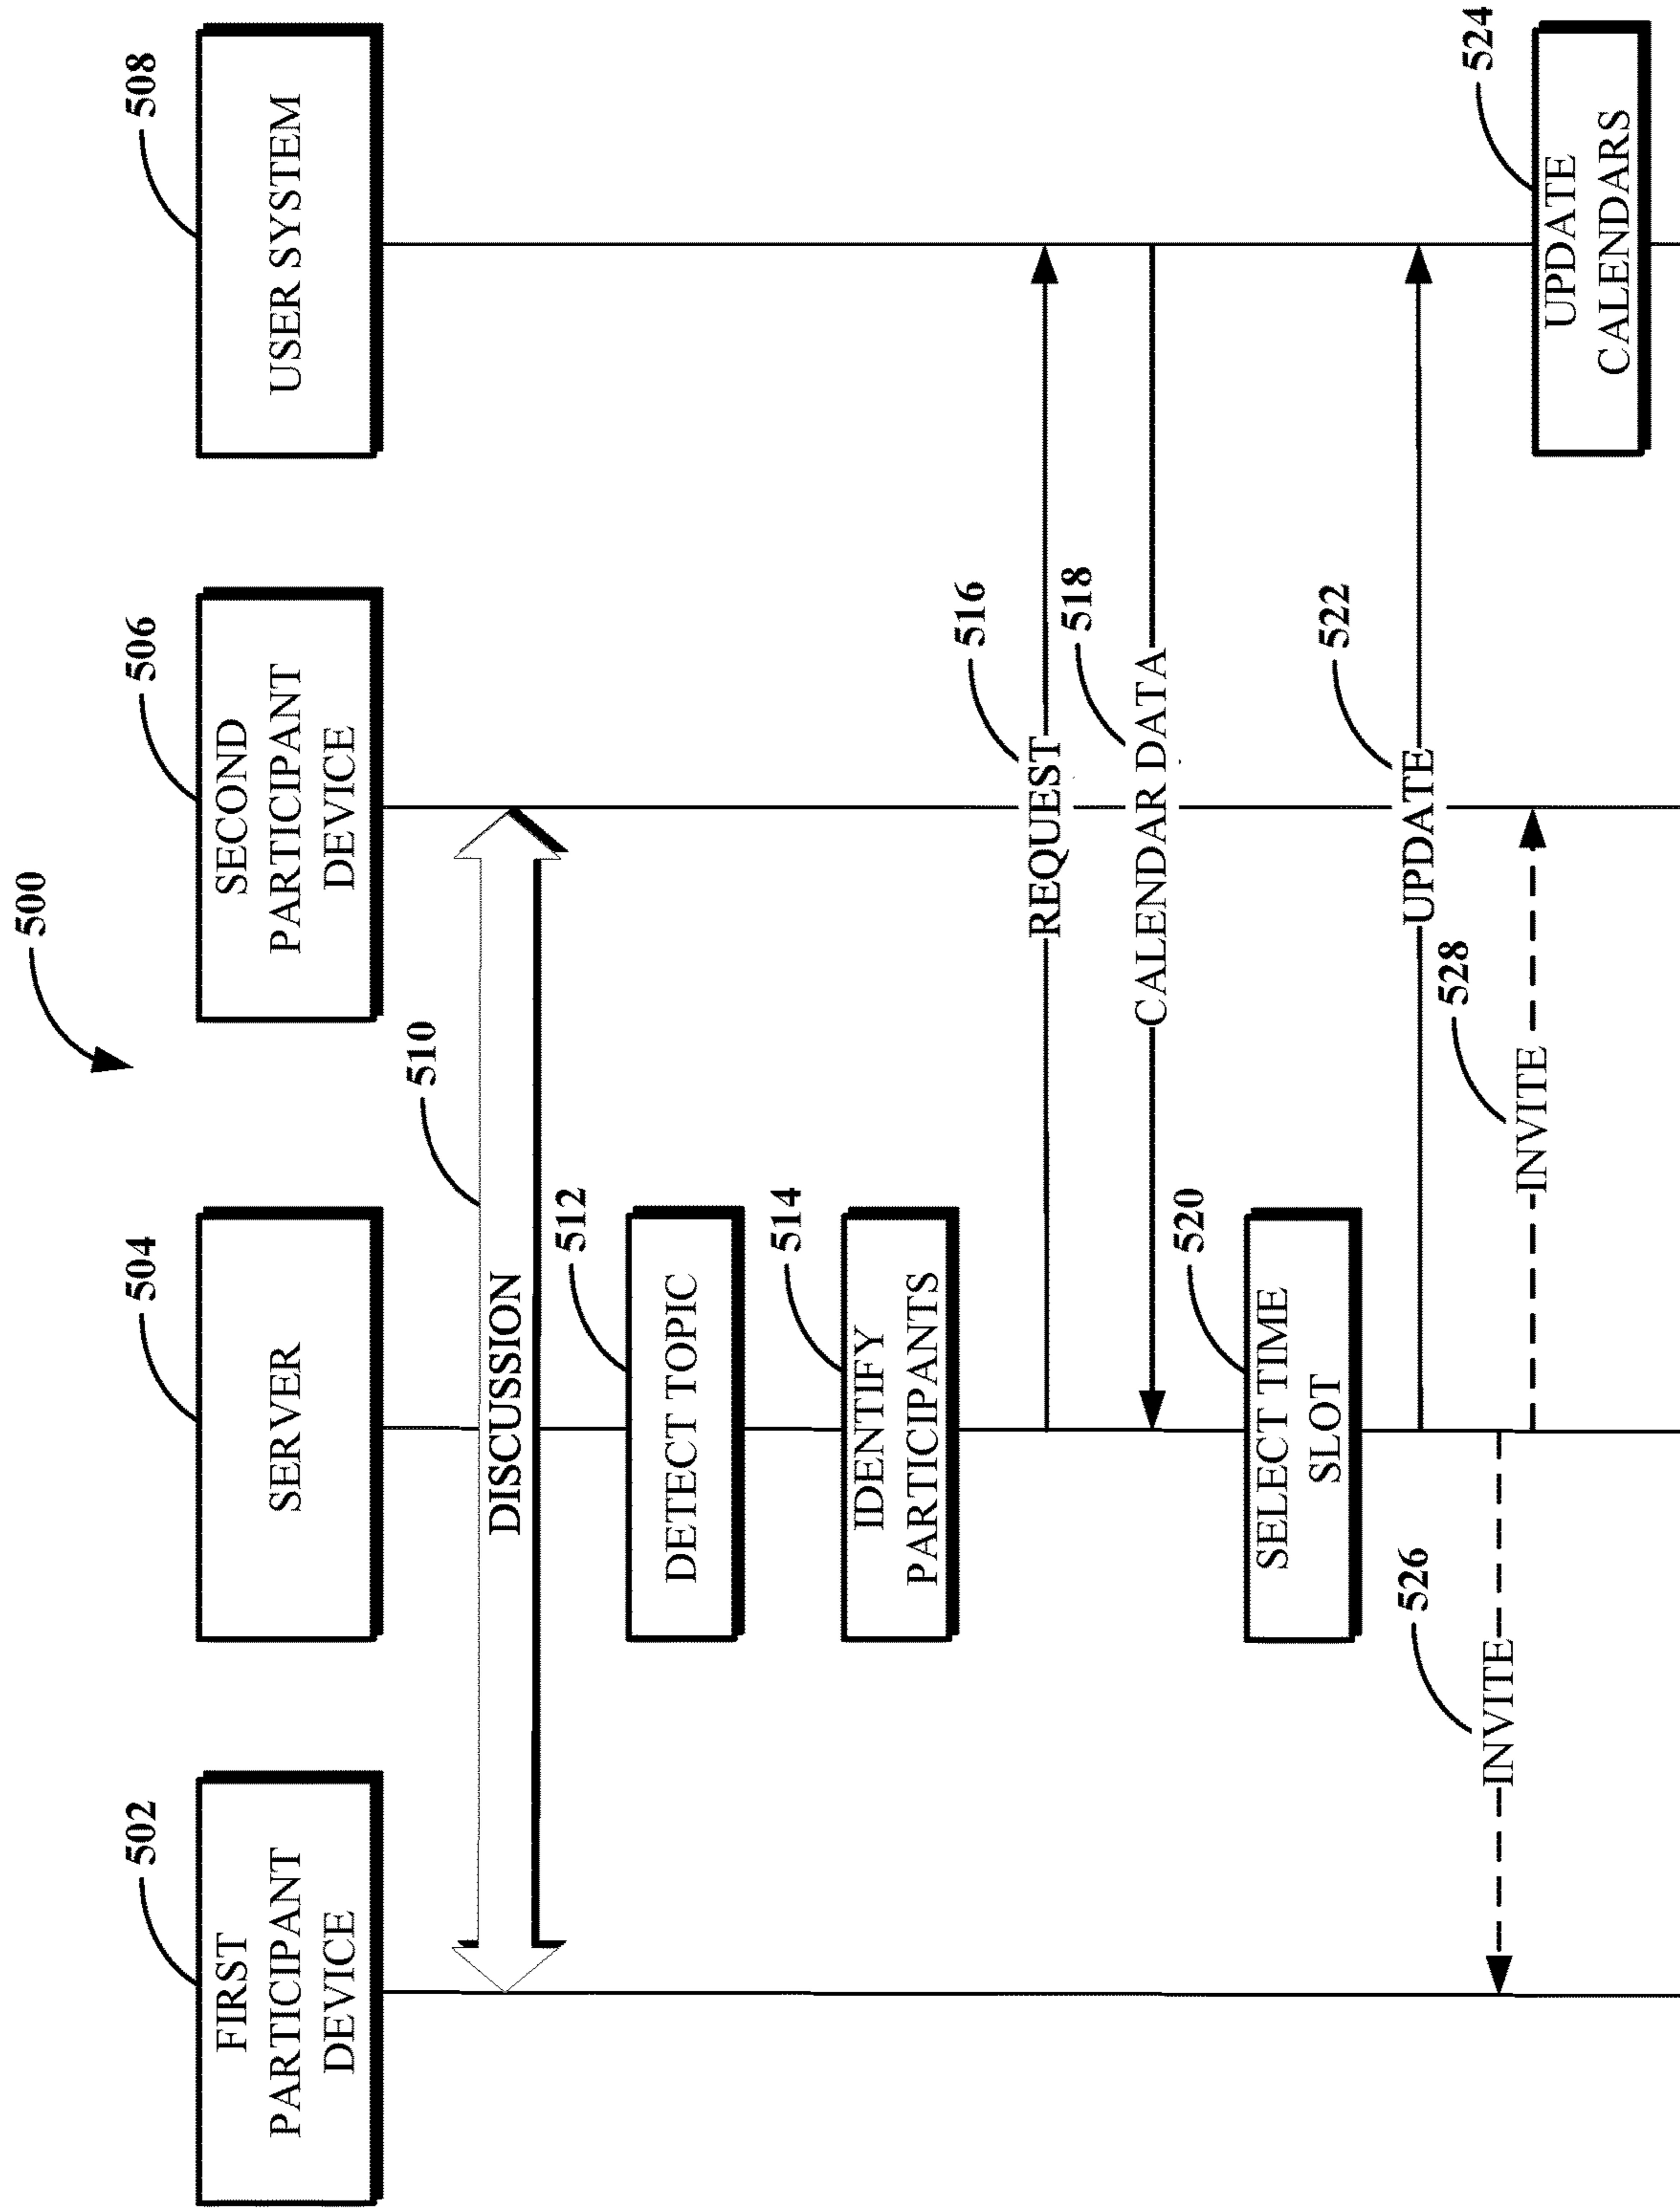 500
502
FIRST
PARTICIPANT
DEVICE
504
SERVER
506
SECOND
PARTICIPANT
DEVICE
508
USER SYSTEM
510
DISCUSSION
512
DETECT TOPIC
514
IDENTIFY
PARTICIPANTS
516
REQUEST
518
CALENDAR DATA
520
SELECT TIME
SLOT
522
UPDATE
526
INVITE
528
INVITE
524
UPDATE
CALENDARS